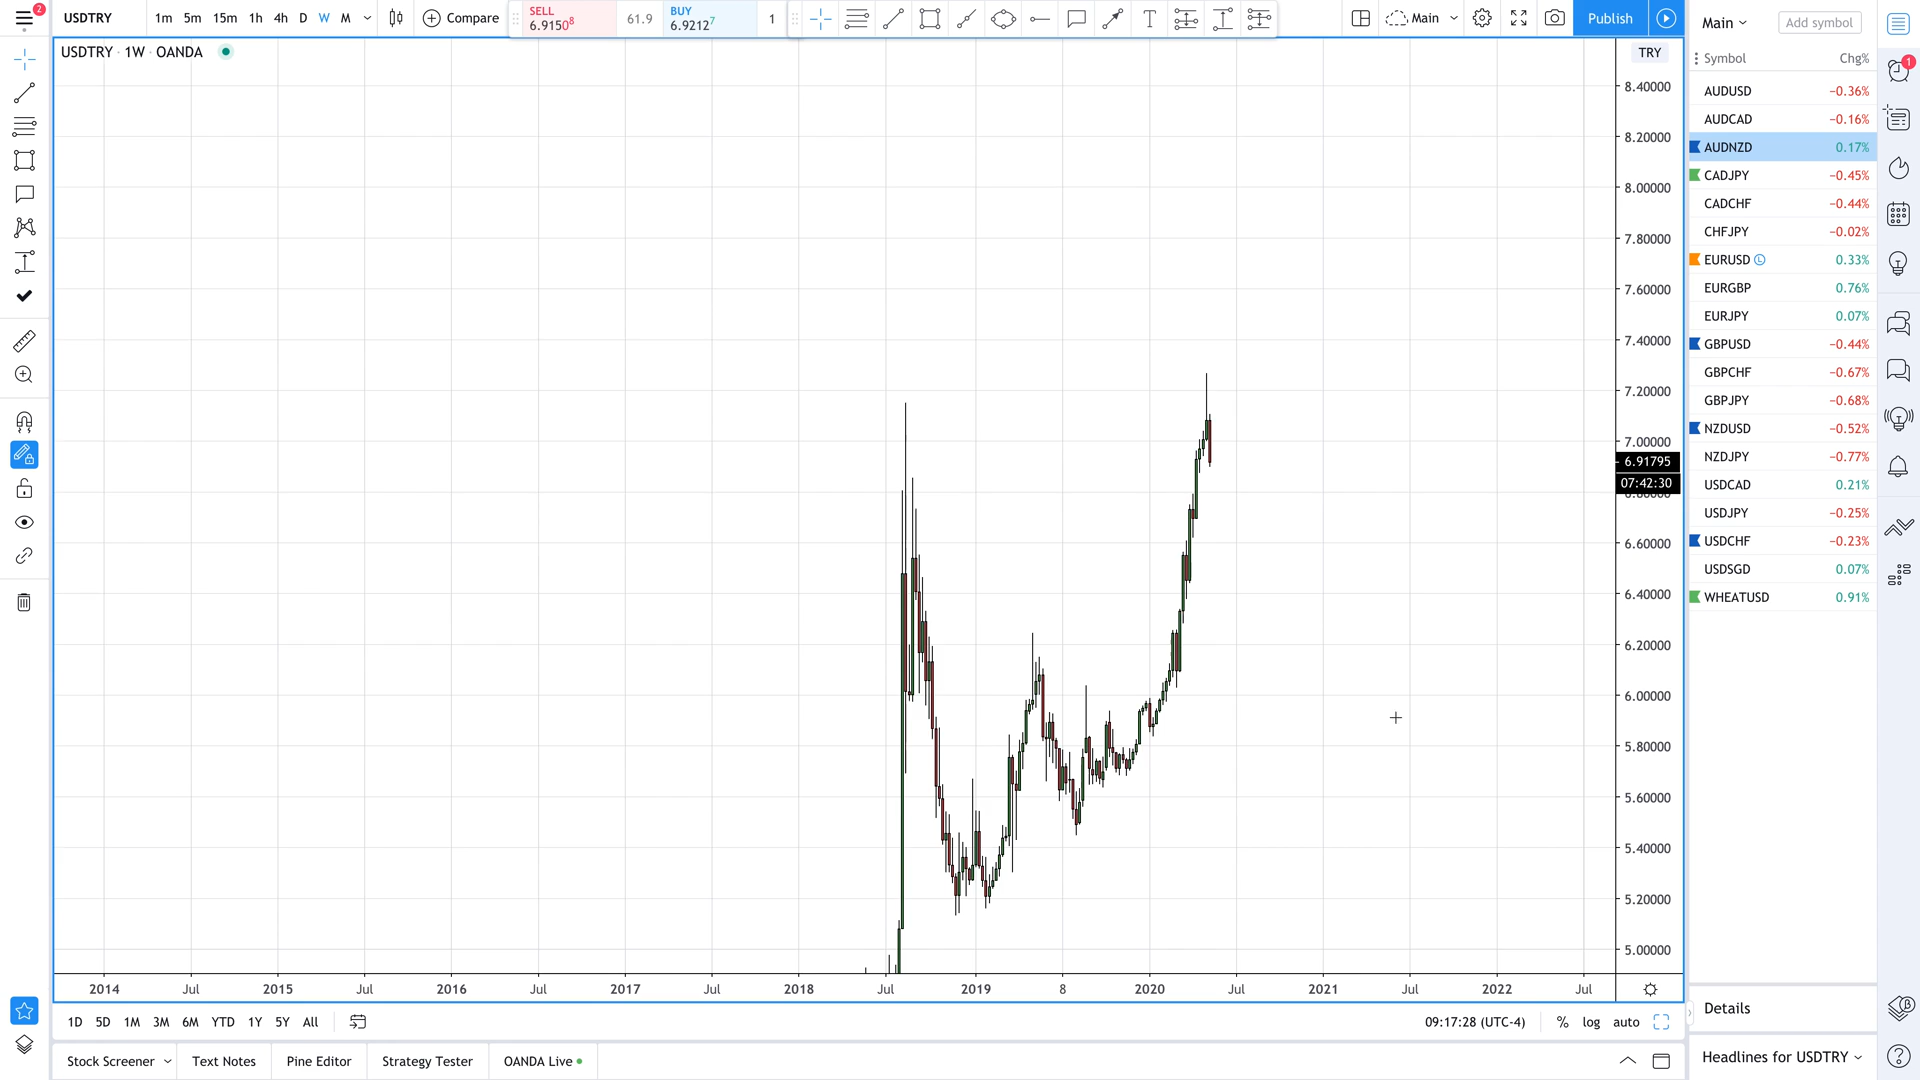 2
USDTRY 1m 5m 15m 1h 4h D W M Compare
SELL
6.91508
61.9
BUY
6.92127
1
Main
Publish
USDTRY · 1W · OANDA
TRY
8.40000
8.20000
8.00000
7.80000
7.60000
7.40000
7.20000
7.00000
6.91795
07:42:30
6.60000
6.40000
6.20000
6.00000
5.80000
5.60000
5.40000
5.20000
5.00000
2014 Jul 2015 Jul 2016 Jul 2017 Jul 2018 Jul 2019 8 2020 Jul 2021 Jul 2022 Jul
1D 5D 1M 3M 6M YTD 1Y 5Y All
09:17:28 (UTC-4) % log auto
Stock Screener Text Notes Pine Editor Strategy Tester OANDA Live
Main Add symbol
Symbol Chg%
AUDUSD −0.36%
AUDCAD −0.16%
AUDNZD 0.17%
CADJPY −0.45%
CADCHF −0.44%
CHFJPY −0.02%
EURUSD L 0.33%
EURGBP 0.76%
EURJPY 0.07%
GBPUSD −0.44%
GBPCHF −0.67%
GBPJPY −0.68%
NZDUSD −0.52%
NZDJPY −0.77%
USDCAD 0.21%
USDJPY −0.25%
USDCHF −0.23%
USDSGD 0.07%
WHEATUSD 0.91%
Details
Headlines for USDTRY
1